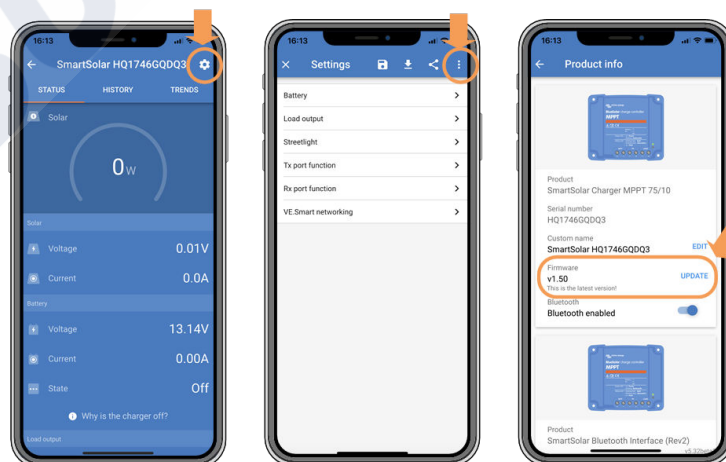 16:13
SmartSolar HQ1746GQDQ3
STATUS HISTORY TRENDS
Solar
0W
Solar
Voltage 0.01V
Current 0.0A
Battery
Voltage 13.14V
Current 0.00A
State Off
Why is the charger off?
Load output
16:13
Settings
Battery
Load output
Streetlight
Tx port function
Rx port function
VE.Smart networking
16:13
Product info
MPPT
Product
SmartSolar Charger MPPT 75/10
Serial number
HQ1746GQDQ3
Custom name
SmartSolar HQ1746GQDQ3 EDIT
Firmware
v1.50 UPDATE
This is the latest version!
Bluetooth
Bluetooth enabled
MPPT
Product
SmartSolar Bluetooth Interface (Rev2)